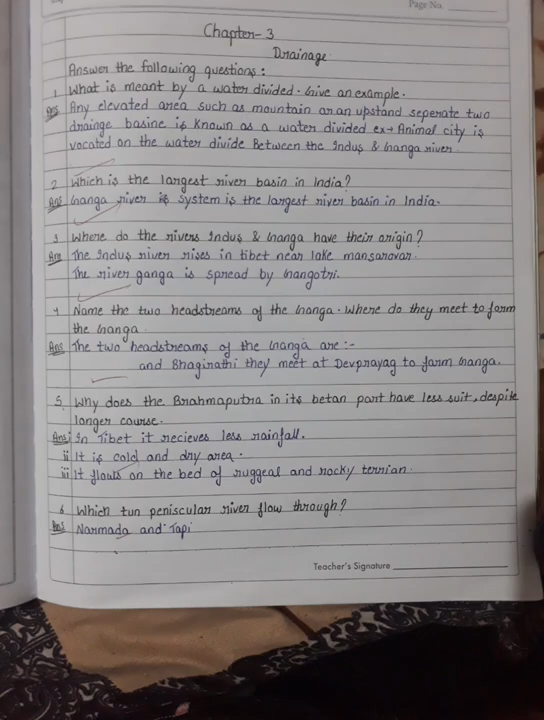 Page No.
Chapter-3
Drainage
Answer the following questions:
1 What is meant by a water divided. Give an example.
Ans Any elevated area such as mountain or an upstand seperate two
drainge basine is known as a water divided ex→ Animal city is
vocated on the water divide Between the Indus & Ganga river
2 Which is the largest river basin in India?
Ans Ganga river is system is the largest river basin in India.
3 Where do the rivers Indus & Ganga have their origin?
Ans The Indus river rises in tibet near lake mansarovar.
The river ganga is spread by Gangotri.
4 Name the two headstreams of the Ganga. Where do they meet to form
the Ganga
Ans The two headstreams of the Ganga are :-
and Bhaginathi they meet at Devprayag to form Ganga.
5. Why does the Brahmaputra in its betan part have less suit, despite
longer course.
Ans i In Tibet it recieves less rainfall.
ii It is cold and dry area.
iii It flows on the bed of ruggeal and rocky ternian.
6 Which tun peniscular river flow through?
Ans Narmada and Tapi
Teacher's Signature